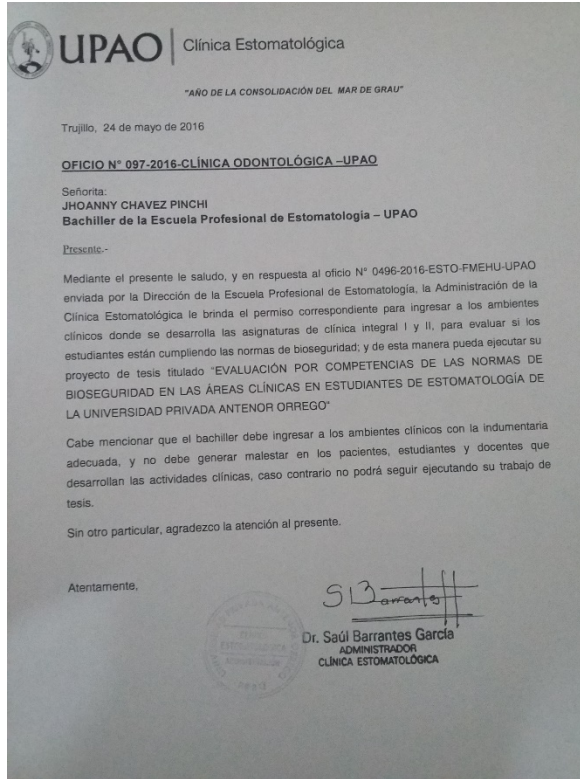 UPAO Clínica Estomatológica
"AÑO DE LA CONSOLIDACIÓN DEL MAR DE GRAU"
Trujillo, 24 de mayo de 2016
OFICIO N° 097-2016-CLÍNICA ODONTOLÓGICA –UPAO
Señorita:
JHOANNY CHAVEZ PINCHI
Bachiller de la Escuela Profesional de Estomatología – UPAO
Presente.-
Mediante el presente le saludo, y en respuesta al oficio N° 0496-2016-ESTO-FMEHU-UPAO
enviada por la Dirección de la Escuela Profesional de Estomatología, la Administración de la
Clínica Estomatológica le brinda el permiso correspondiente para ingresar a los ambientes
clínicos donde se desarrolla las asignaturas de clínica integral I y II, para evaluar si los
estudiantes están cumpliendo las normas de bioseguridad; y de esta manera pueda ejecutar su
proyecto de tesis titulado "EVALUACIÓN POR COMPETENCIAS DE LAS NORMAS DE
BIOSEGURIDAD EN LAS ÁREAS CLÍNICAS EN ESTUDIANTES DE ESTOMATOLOGÍA DE
LA UNIVERSIDAD PRIVADA ANTENOR ORREGO"
Cabe mencionar que el bachiller debe ingresar a los ambientes clínicos con la indumentaria
adecuada, y no debe generar malestar en los pacientes, estudiantes y docentes que
desarrollan las actividades clínicas, caso contrario no podrá seguir ejecutando su trabajo de
tesis.
Sin otro particular, agradezco la atención al presente.
Atentamente,
SB
Barrantes
Dr. Saúl Barrantes García
ADMINISTRADOR
CLÍNICA ESTOMATOLÓGICA